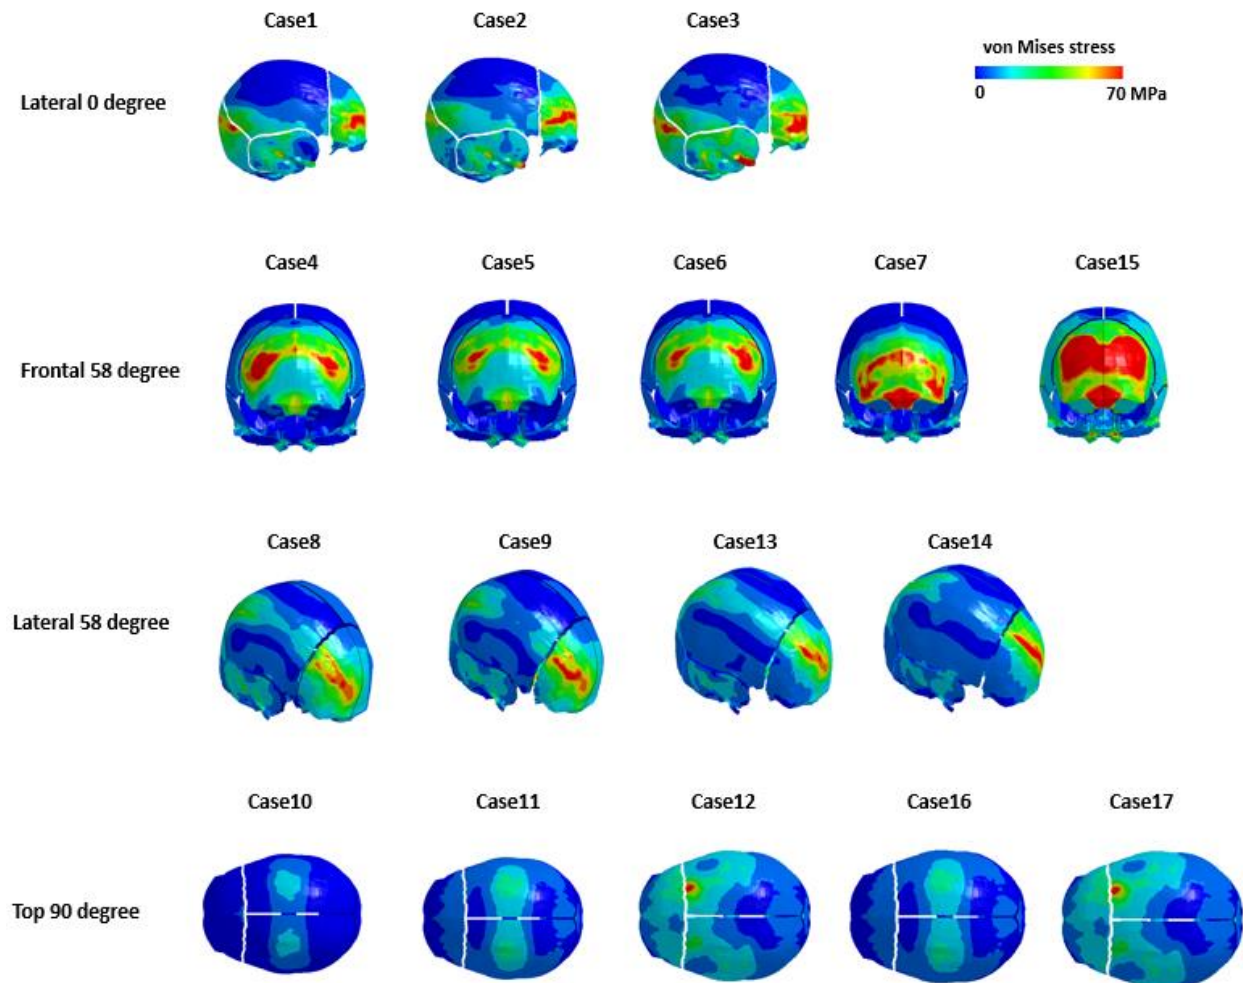 Case1 Case2 Case3
von Mises stress
0 70 MPa
Lateral 0 degree
Case4 Case5 Case6 Case7 Case15
Frontal 58 degree
Case8 Case9 Case13 Case14
Lateral 58 degree
Case10 Case11 Case12 Case16 Case17
Top 90 degree